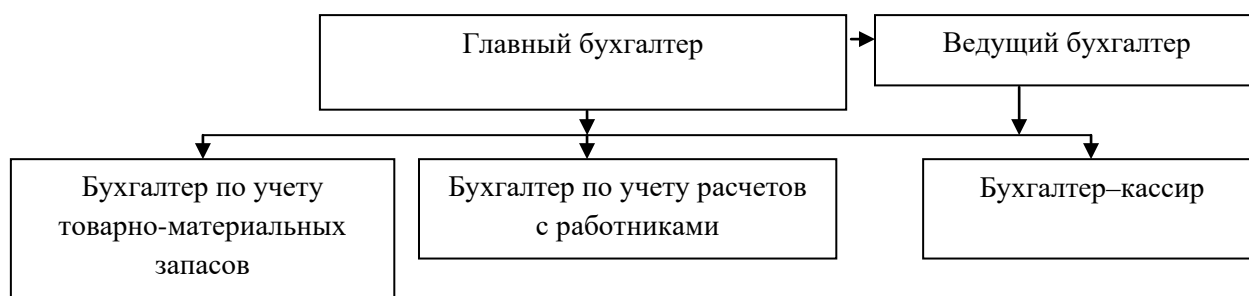 Главный бухгалтер
Ведущий бухгалтер
Бухгалтер по учету
товарно-материальных
запасов
Бухгалтер по учету расчетов
с работниками
Бухгалтер–кассир